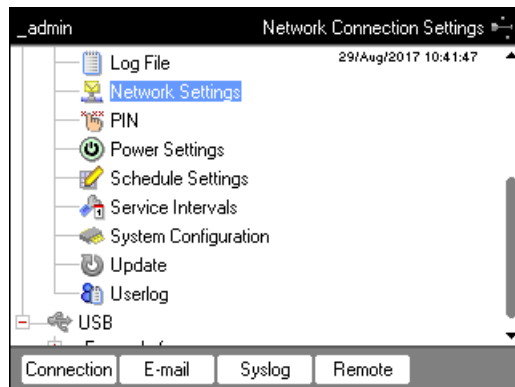 _admin
Network Connection Settings
29/Aug/2017 10:41:47
Log File
Network Settings
PIN
Power Settings
Schedule Settings
Service Intervals
System Configuration
Update
Userlog
USB
Connection
E-mail
Syslog
Remote